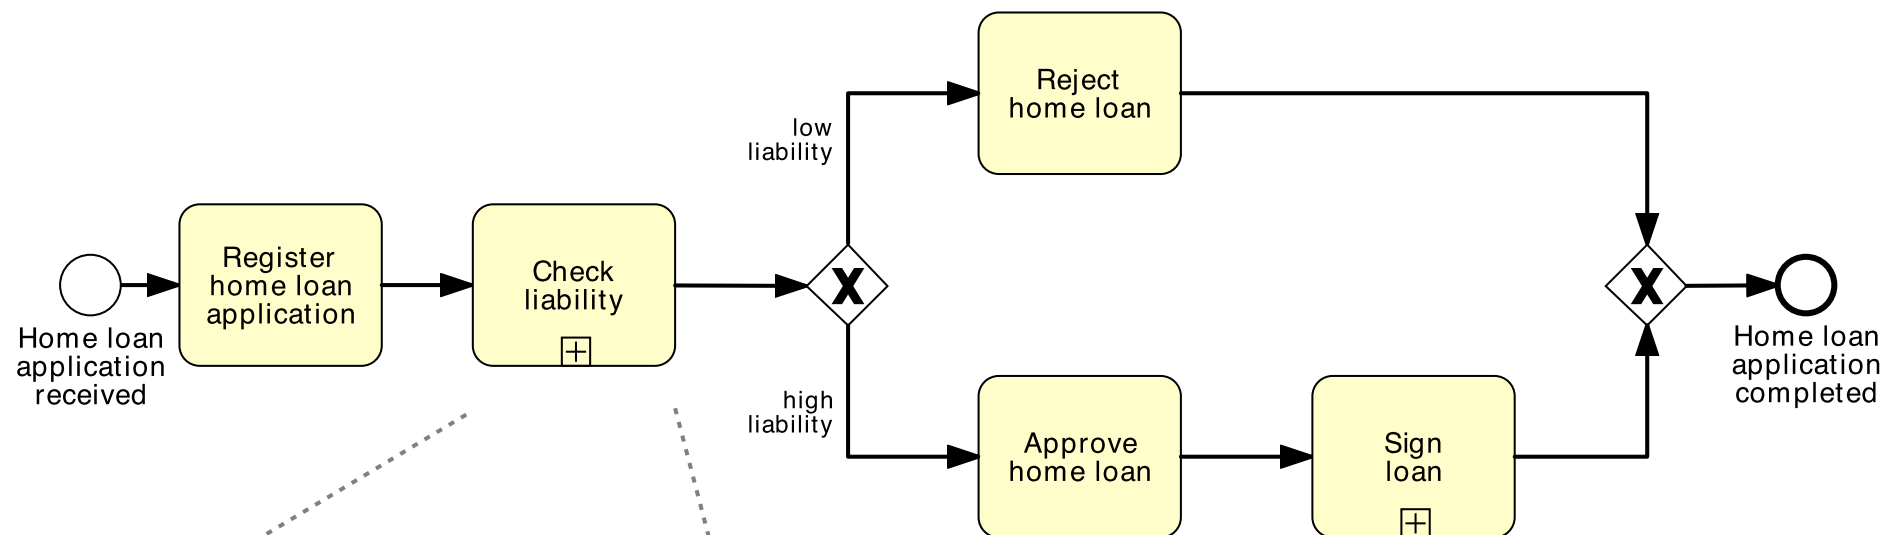 Home loan
application
received
Register
home loan
application
Check
liability
low
liability
high
liability
Reject
home loan
Approve
home loan
Sign
loan
Home loan
application
completed